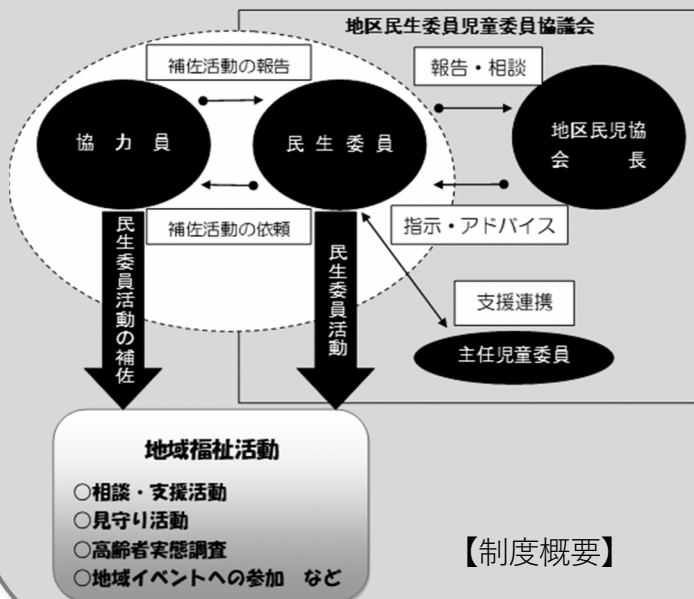 地区民生委員児童委員協議会
補佐活動の報告
報告・相談
協力員
民生委員
地区民児協
会長
補佐活動の依頼
指示・アドバイス
民生委員活動の補佐
民生委員活動
支援連携
主任児童委員
地域福祉活動
○相談・支援活動
○見守り活動
○高齢者実態調査
○地域イベントへの参加 など
【制度概要】